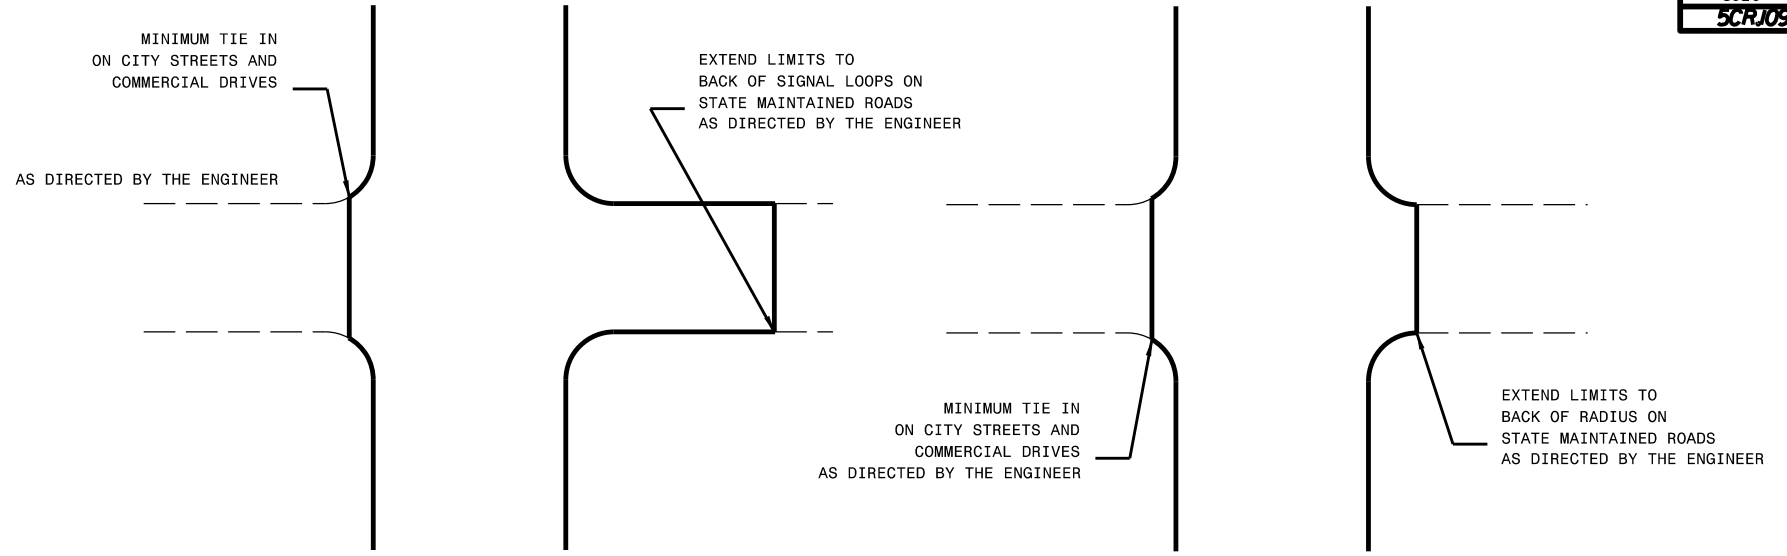 MINIMUM TIE IN
ON CITY STREETS AND
COMMERCIAL DRIVES
AS DIRECTED BY THE ENGINEER
EXTEND LIMITS TO
BACK OF SIGNAL LOOPS ON
STATE MAINTAINED ROADS
AS DIRECTED BY THE ENGINEER
MINIMUM TIE IN
ON CITY STREETS AND
COMMERCIAL DRIVES
AS DIRECTED BY THE ENGINEER
EXTEND LIMITS TO
BACK OF RADIUS ON
STATE MAINTAINED ROADS
AS DIRECTED BY THE ENGINEER
5CRJ09